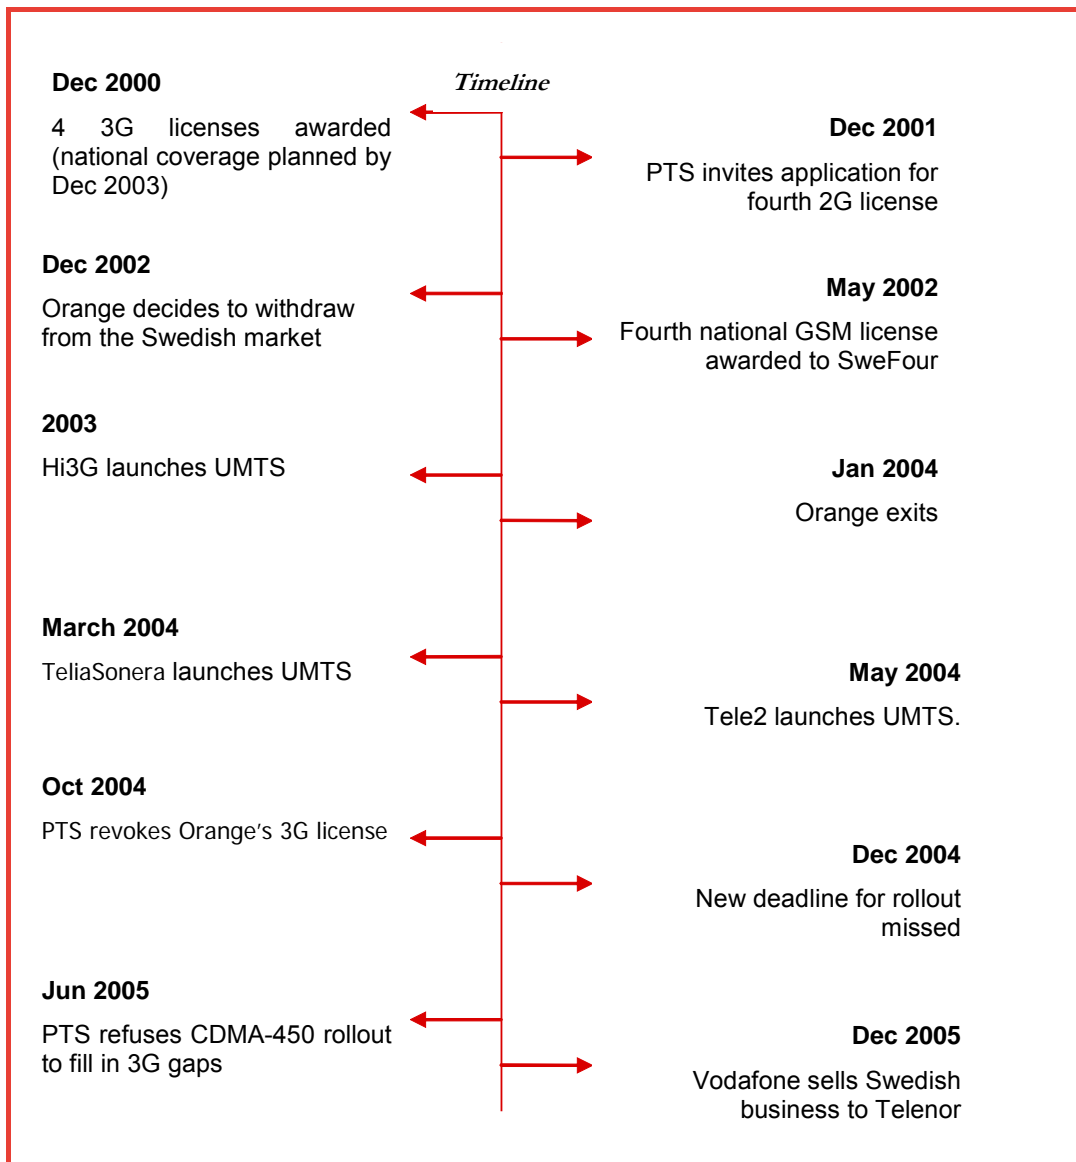 Timeline
Dec 2000
4 3G licenses awarded
(national coverage planned by
Dec 2003)
Dec 2001
PTS invites application for
fourth 2G license
Dec 2002
Orange decides to withdraw
from the Swedish market
May 2002
Fourth national GSM license
awarded to SweFour
2003
Hi3G launches UMTS
Jan 2004
Orange exits
March 2004
TeliaSonera launches UMTS
May 2004
Tele2 launches UMTS.
Oct 2004
PTS revokes Orange's 3G license
Dec 2004
New deadline for rollout
missed
Jun 2005
PTS refuses CDMA-450 rollout
to fill in 3G gaps
Dec 2005
Vodafone sells Swedish
business to Telenor